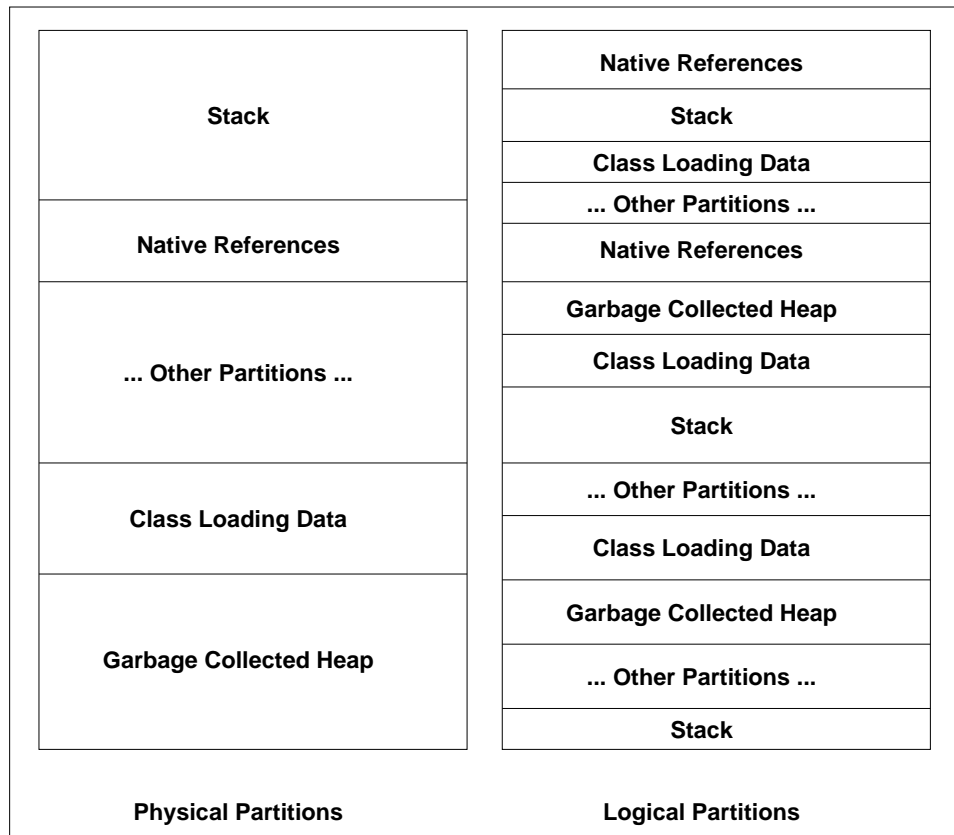 Stack
Native References
... Other Partitions ...
Class Loading Data
Garbage Collected Heap
Physical Partitions
Native References
Stack
Class Loading Data
... Other Partitions ...
Native References
Garbage Collected Heap
Class Loading Data
Stack
... Other Partitions ...
Class Loading Data
Garbage Collected Heap
... Other Partitions ...
Stack
Logical Partitions